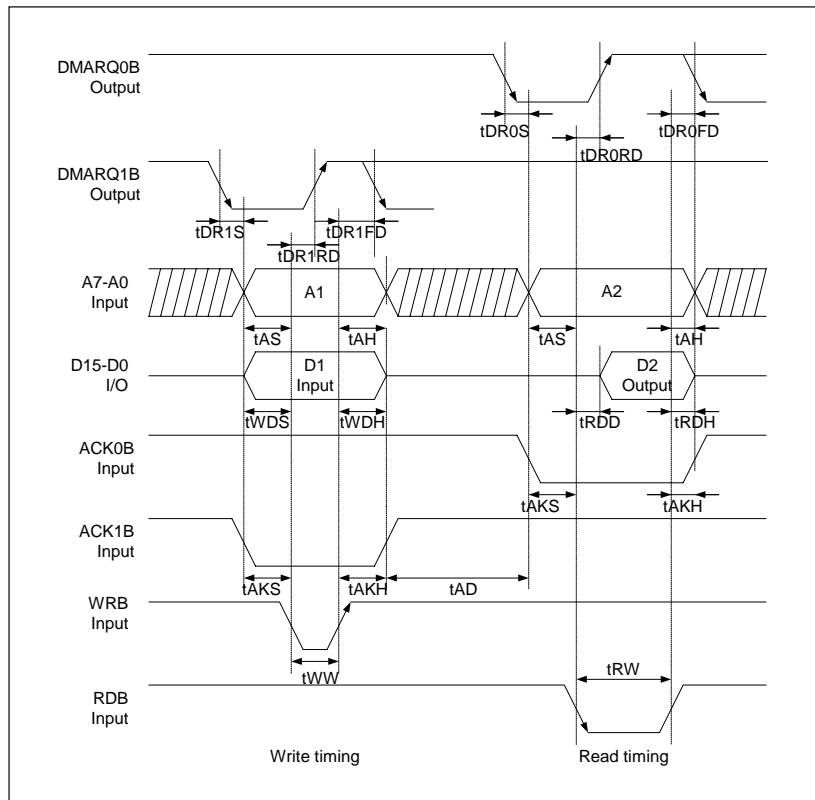 DMARQ0B
Output
tDR0S
tDR0FD
tDR0RD
DMARQ1B
Output
tDR1S
tDR1FD
tDR1RD
A7-A0
Input
A1
A2
tAS
tAH
tAS
tAH
D15-D0
I/O
D1
Input
D2
Output
tWDS
tWDH
tRDD
tRDH
ACK0B
Input
tAKS
tAKH
ACK1B
Input
tAKS
tAKH
tAD
WRB
Input
tWW
tRW
RDB
Input
Write timing
Read timing